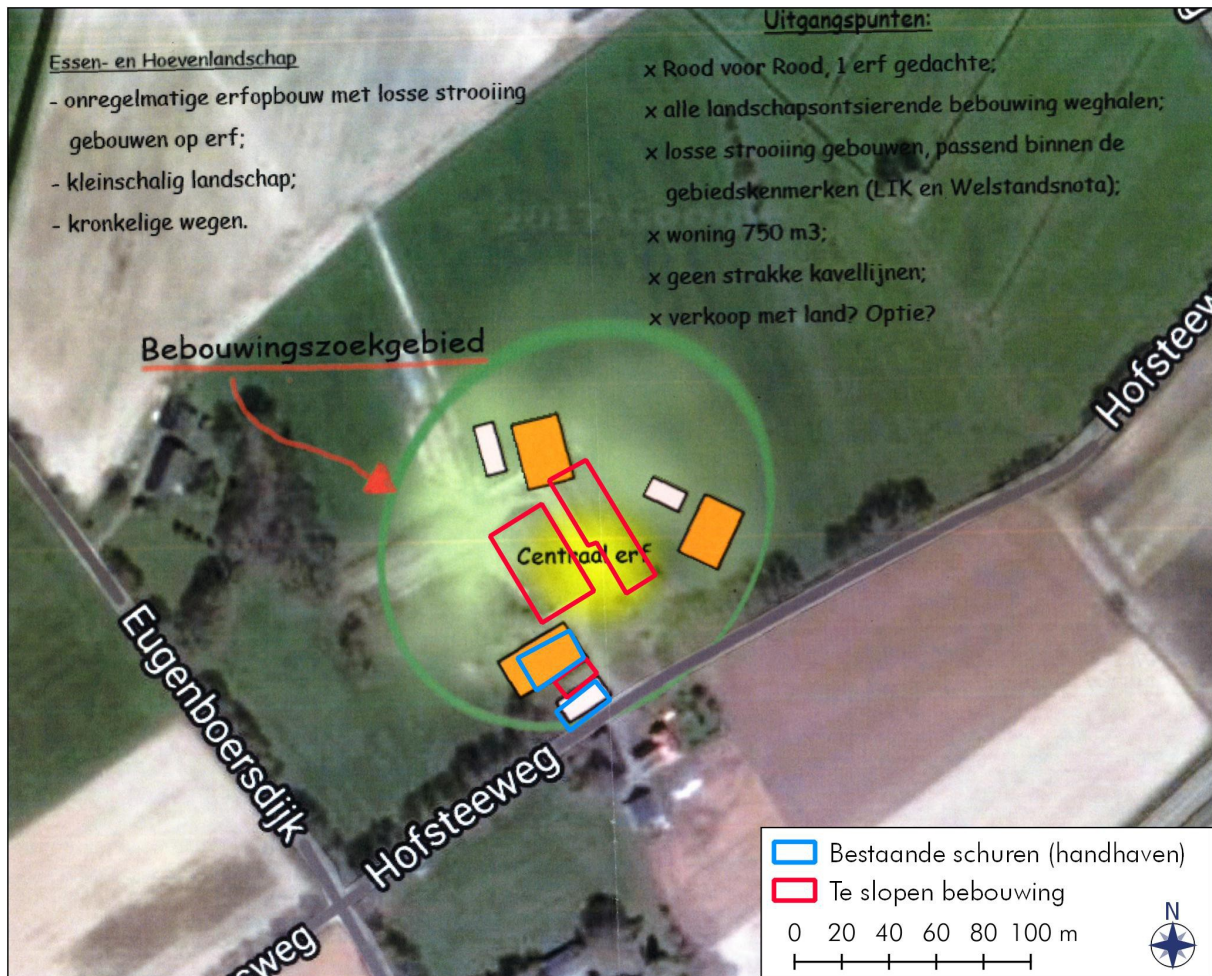 Essen- en Hoevenlandschap
- onregelmatige erfopbouw met losse strooiing
gebouwen op erf;
- kleinschalig landschap;
- kronkelige wegen.
Uitgangspunten:
x Rood voor Rood, 1 erf gedachte;
x alle landschapsontsierende bebouwing weghalen;
x losse strooiing gebouwen, passend binnen de
gebiedskenmerken (LIK en Welstandsnota);
x woning 750 m3;
x geen strakke kavellijnen;
x verkoop met land? Optie?
Bebouwingszoekgebied
Hofsteew
Centraal erf
Eugenboersdijk
Hofsteeweg
sweg
Bestaande schuren (handhaven)
Te slopen bebouwing
0 20 40 60 80 100 m
N